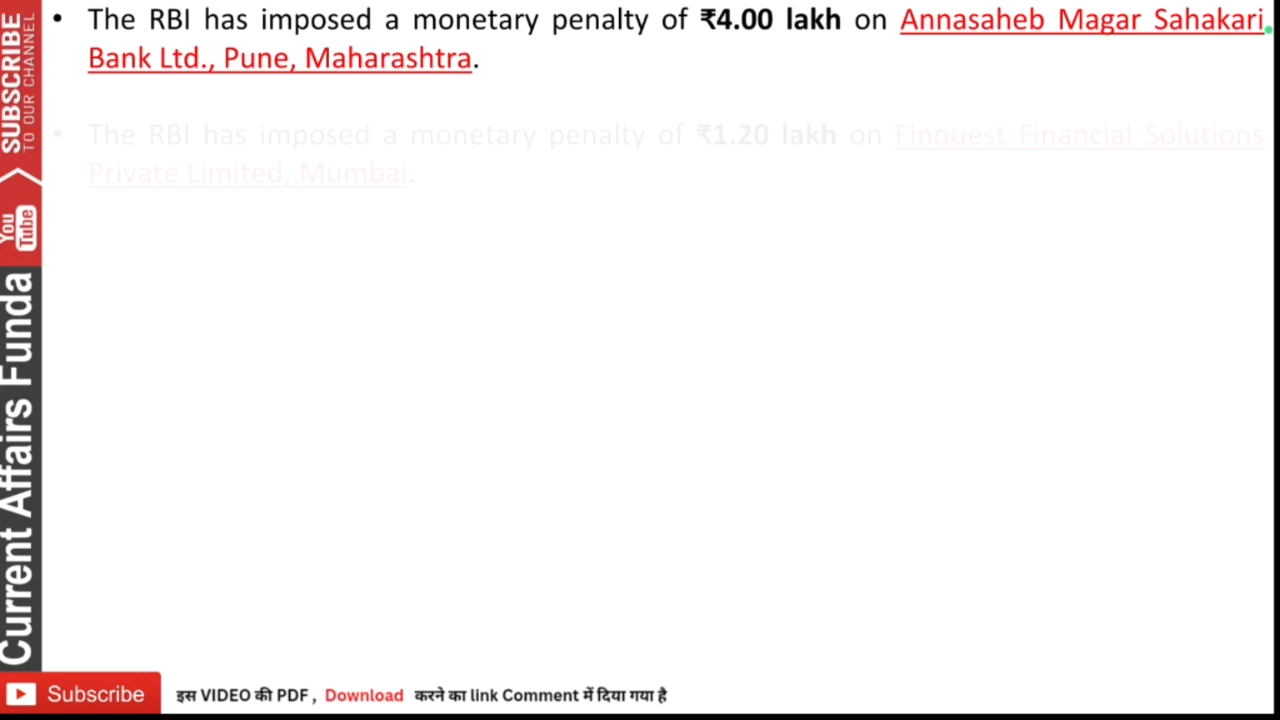 • The RBI has imposed a monetary penalty of ₹4.00 lakh on Annasaheb Magar Sahakari
Bank Ltd., Pune, Maharashtra.
• The RBI has imposed a monetary penalty of ₹1.20 lakh on Finquest Financial Solutions
Private Limited, Mumbai.
SUBSCRIBE
TO OUR CHANNEL
You Tube
Current Affairs Funda
Subscribe
इस VIDEO की PDF , Download करने का link Comment में दिया गया है